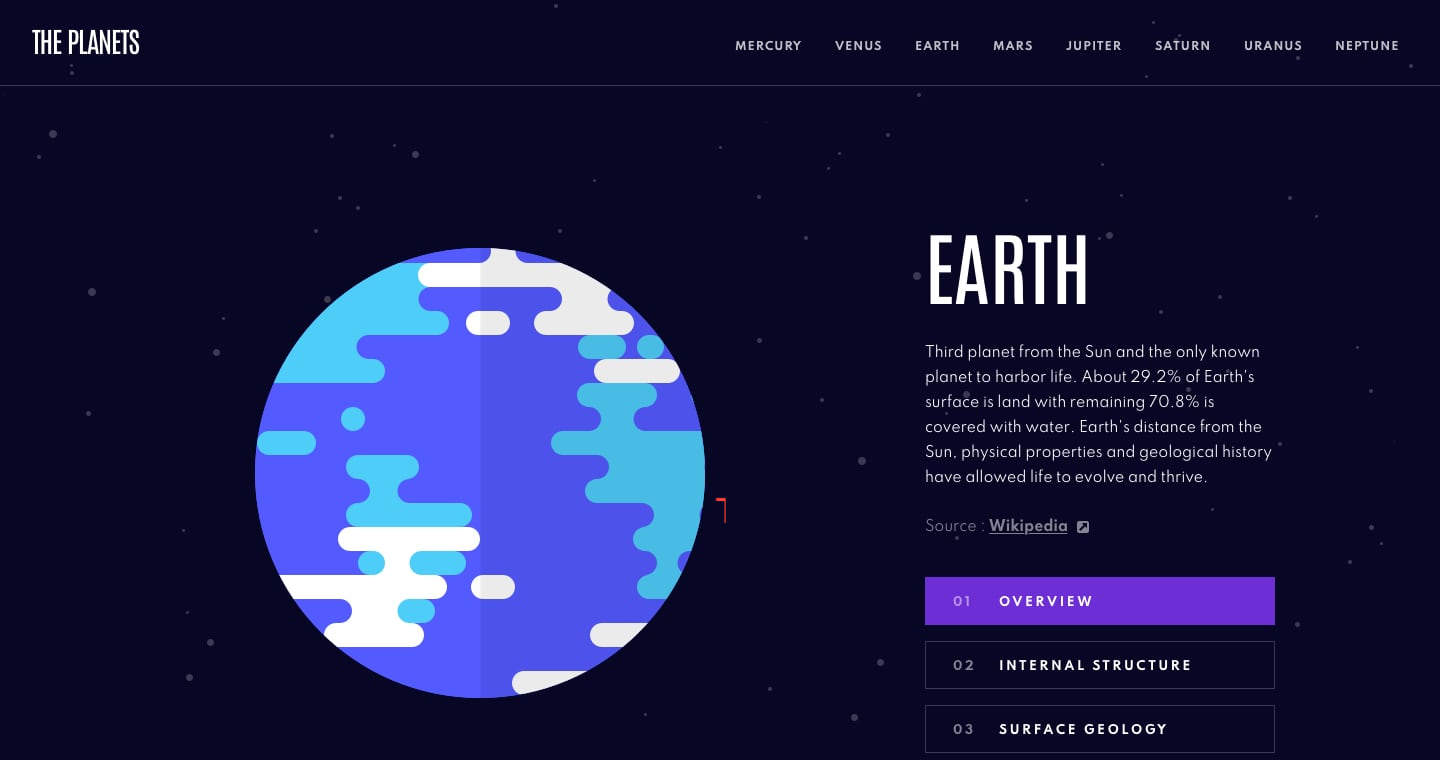 THE PLANETS
MERCURY VENUS EARTH MARS JUPITER SATURN URANUS NEPTUNE
EARTH
Third planet from the Sun and the only known
planet to harbor life. About 29.2% of Earth's
surface is land with remaining 70.8% is
covered with water. Earth's distance from the
Sun, physical properties and geological history
have allowed life to evolve and thrive.
Source : Wikipedia
01 OVERVIEW
02 INTERNAL STRUCTURE
03 SURFACE GEOLOGY